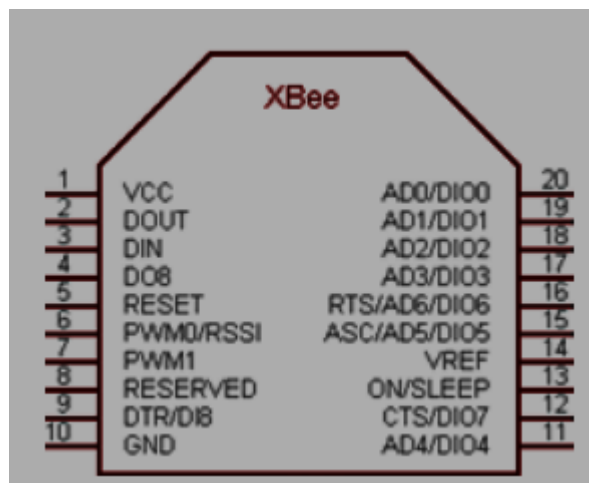 XBee
1 VCC AD0/DIO0 20
2 DOUT AD1/DIO1 19
3 DIN AD2/DIO2 18
4 DO8 AD3/DIO3 17
5 RESET RTS/AD6/DIO6 16
6 PWM0/RSSI ASC/AD5/DIO5 15
7 PWM1 VREF 14
8 RESERVED ON/SLEEP 13
9 DTR/DI8 CTS/DIO7 12
10 GND AD4/DIO4 11